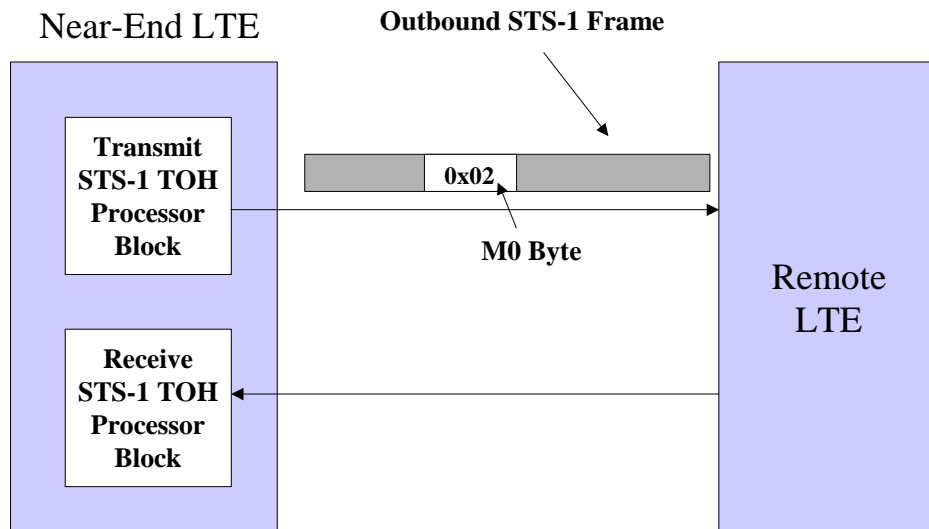 Near-End LTE
Outbound STS-1 Frame
Transmit
STS-1 TOH
Processor
Block
0x02
M0 Byte
Remote
LTE
Receive
STS-1 TOH
Processor
Block